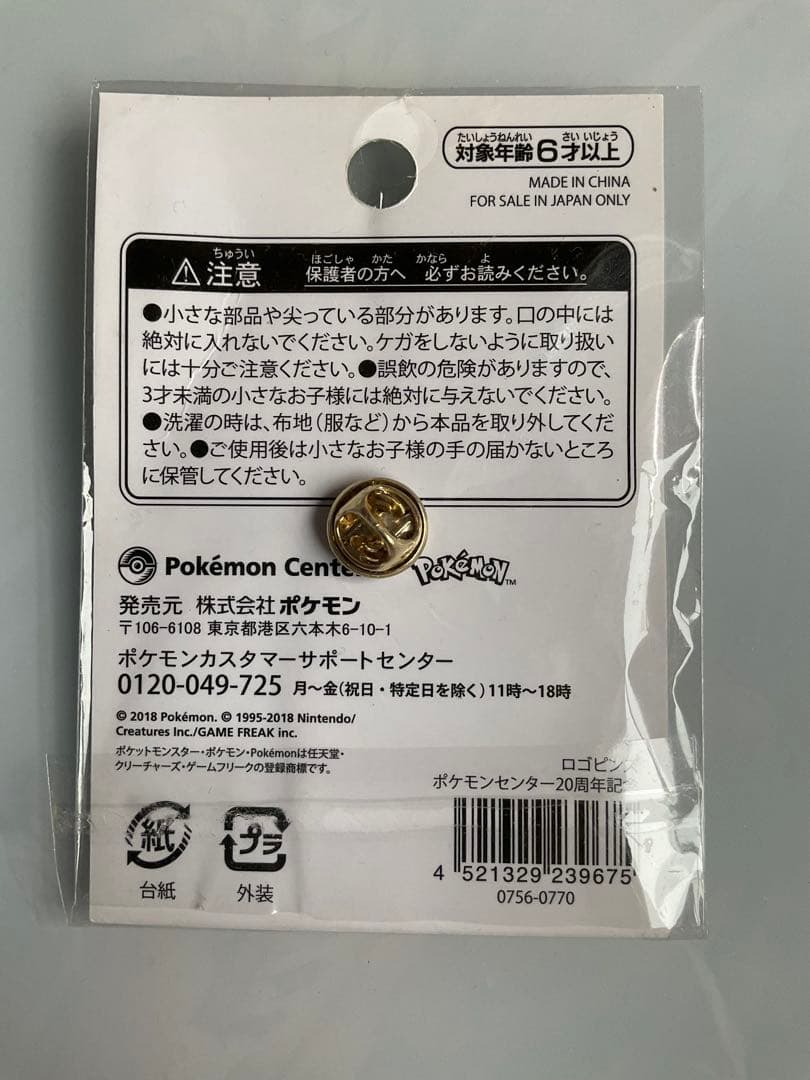 たいしょうねんれい さい いじょう
対象年齢6才以上
MADE IN CHINA
FOR SALE IN JAPAN ONLY
ちゅうい ほごしゃ かた かなら よ
注意 保護者の方へ 必ずお読みください。
●小さな部品や尖っている部分があります。口の中には
絶対に入れないでください。ケガをしないように取り扱い
には十分ご注意ください。●誤飲の危険がありますので、
3才未満の小さなお子様には絶対に与えないでください。
●洗濯の時は、布地(服など)から本品を取り外してくだ
さい。●ご使用後は小さなお子様の手の届かないところ
に保管してください。
Pokémon Cente POKéMON TM
発売元 株式会社ポケモン
〒106-6108 東京都港区六本木6-10-1
ポケモンカスタマーサポートセンター
0120-049-725 月～金(祝日・特定日を除く)11時～18時
© 2018 Pokémon. © 1995-2018 Nintendo/
Creatures Inc./GAME FREAK inc.
ポケットモンスター・ポケモン・Pokémonは任天堂・
クリーチャーズ・ゲームフリークの登録商標です。
ロゴピンズ
ポケモンセンター20周年記念
紙 プラ
台紙 外装
4 521329 239675
0756-0770